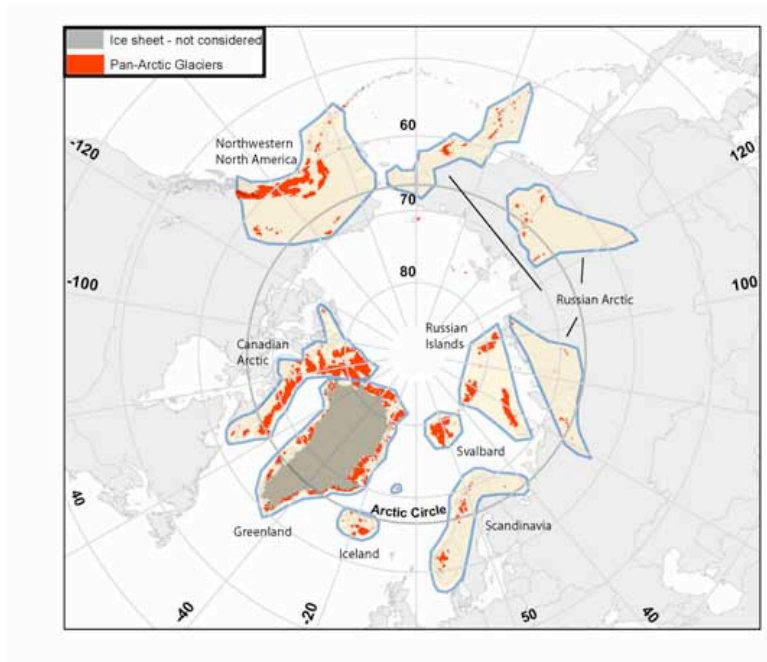 Ice sheet - not considered
Pan-Arctic Glaciers
60
Northwestern
North America
-120
120
70
80
-100
100
Russian Arctic
Russian
Islands
Canadian
Arctic
Svalbard
40
Arctic Circle
Scandinavia
Greenland
Iceland
-40
-20
50
40